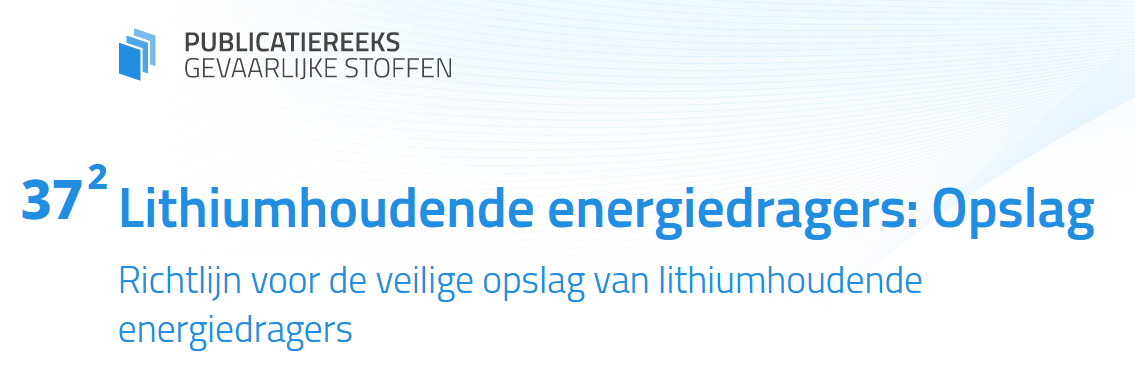 PUBLICATIEREEKS
GEVAARLIJKE STOFFEN
37² Lithiumhoudende energiedragers: Opslag
Richtlijn voor de veilige opslag van lithiumhoudende
energiedragers